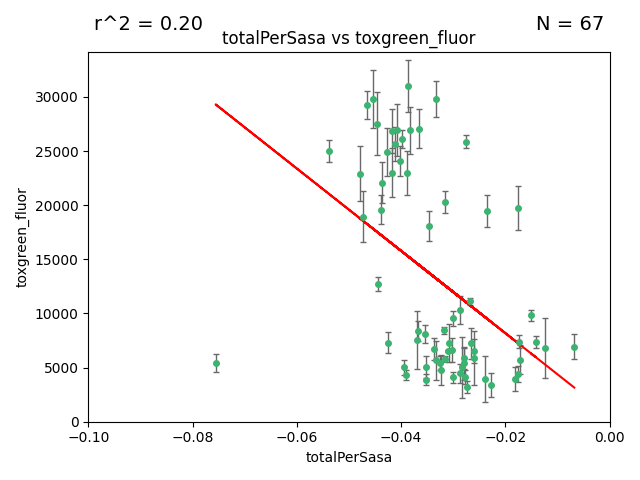 r^2 = 0.20
N = 67
totalPerSasa vs toxgreen_fluor
toxgreen_fluor
30000
25000
20000
15000
10000
5000
0
−0.10
−0.08
−0.06
−0.04
−0.02
0.00
totalPerSasa